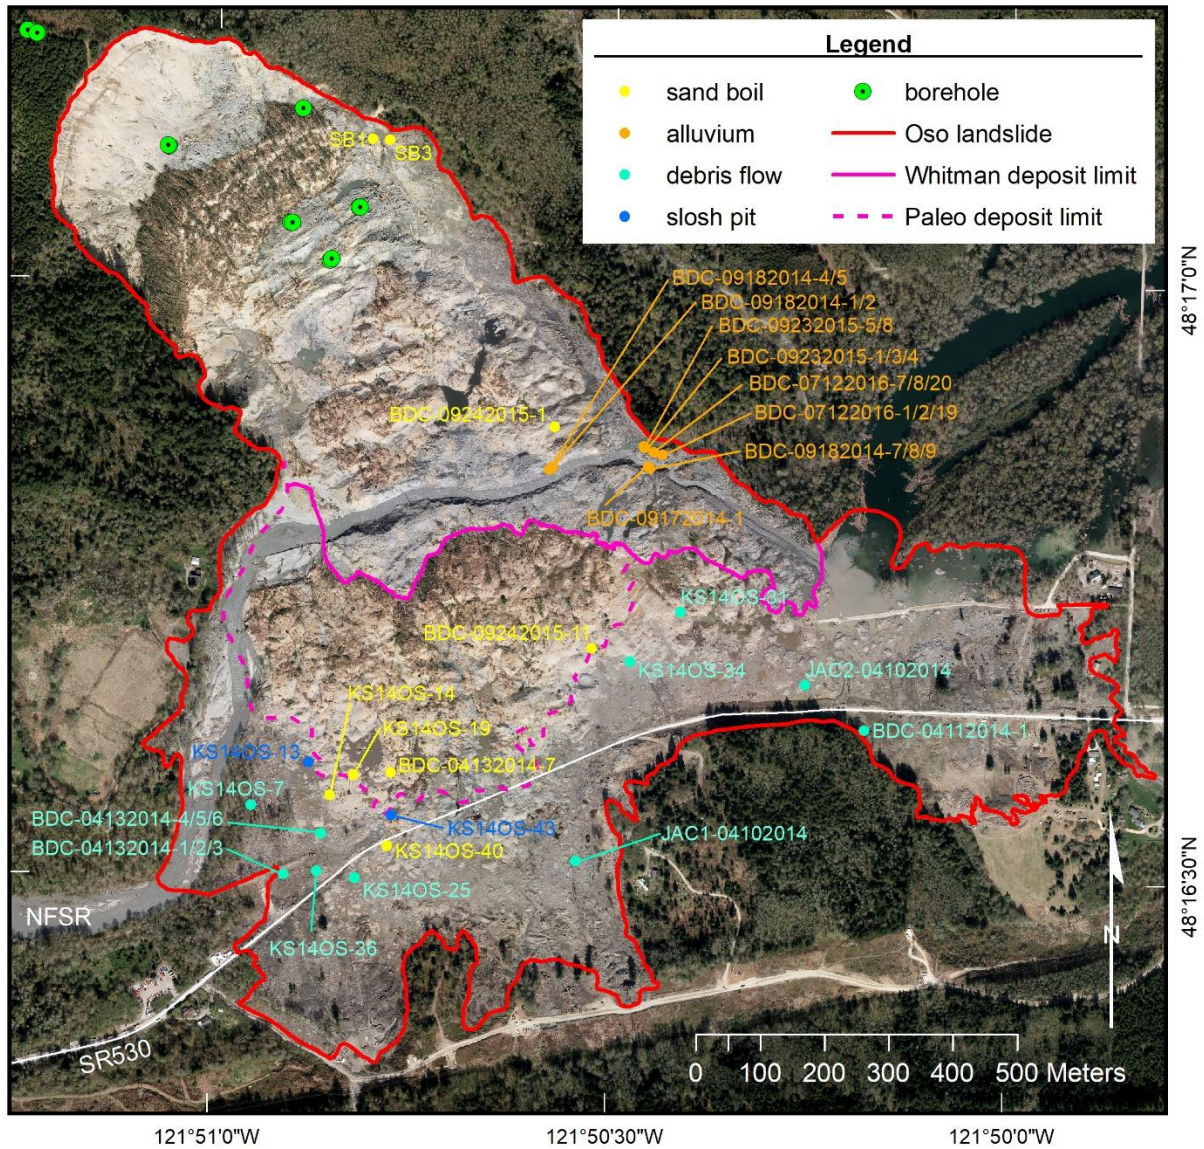 Legend
sand boil
borehole
alluvium
Oso landslide
debris flow
Whitman deposit limit
slosh pit
Paleo deposit limit
SB1
SB3
BDC-09182014-4/5
BDC-09182014-1/2
BDC-09232015-5/8
BDC-09232015-1/3/4
BDC-07122016-7/8/20
BDC-07122016-1/2/19
BDC-09242015-1
BDC-09182014-7/8/9
BDC-09172014-1
48°17'0"N
KS14OS-31
BDC-09242015-11
KS14OS-34
JAC2-04102014
KS14OS-14
KS14OS-19
BDC-04112014-1
KS14OS-13
BDC-04132014-7
KS14OS-7
BDC-04132014-4/5/6
KS14OS-43
JAC1-04102014
BDC-04132014-1/2/3
KS14OS-40
KS14OS-25
48°16'30"N
NFSR
KS14OS-36
N
SR530
0 100 200 300 400 500 Meters
121°51'0"W
121°50'30"W
121°50'0"W